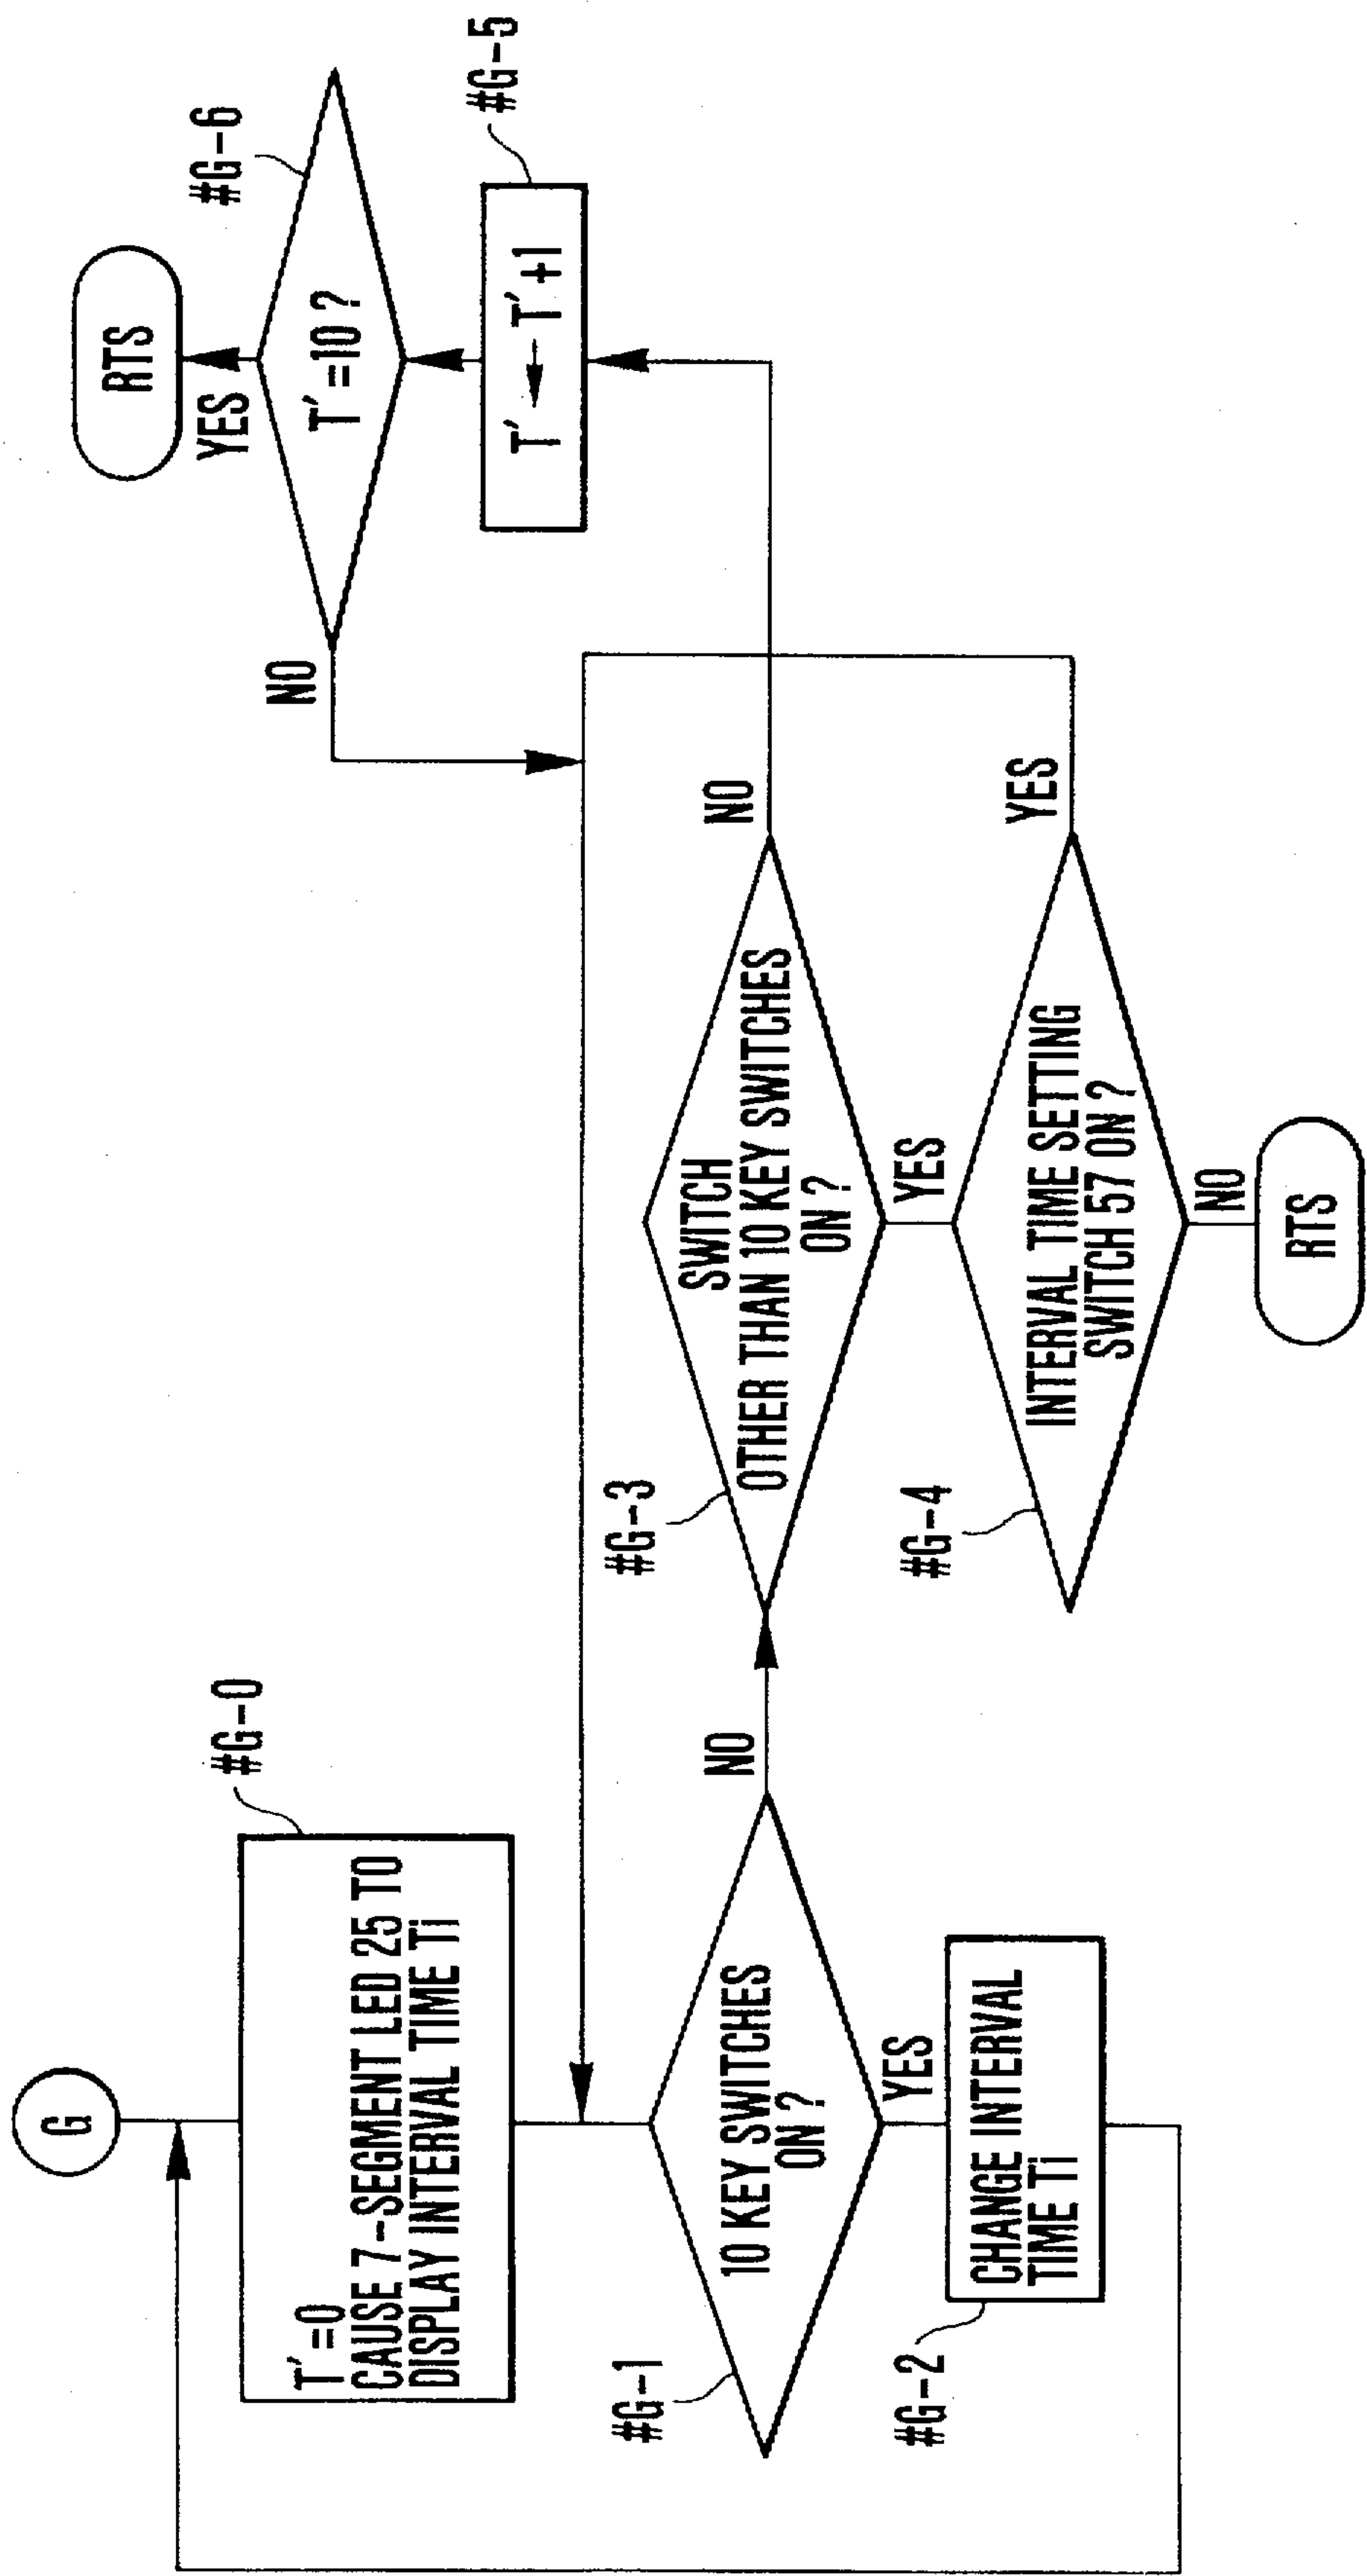 G
#G-0
T'=0
CAUSE 7-SEGMENT LED 25 TO
DISPLAY INTERVAL TIME Ti
#G-1
10 KEY SWITCHES
ON ?
YES
NO
#G-2
CHANGE INTERVAL
TIME Ti
#G-3
SWITCH
OTHER THAN 10 KEY SWITCHES
ON ?
YES
NO
#G-4
INTERVAL TIME SETTING
SWITCH 57 ON ?
YES
NO
RTS
#G-5
T' ← T'+1
#G-6
T'=10 ?
NO
YES
RTS